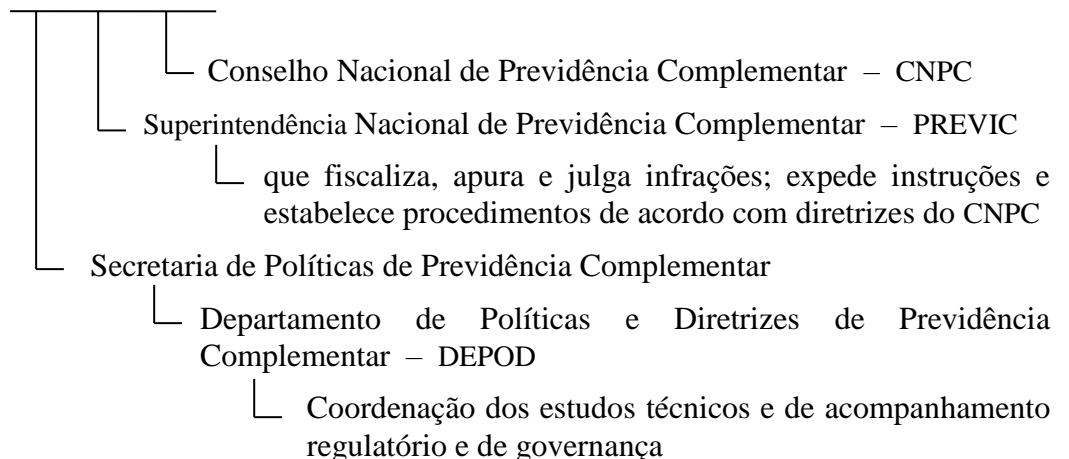 Conselho Nacional de Previdência Complementar – CNPC
Superintendência Nacional de Previdência Complementar – PREVIC
que fiscaliza, apura e julga infrações; expede instruções e
estabelece procedimentos de acordo com diretrizes do CNPC
Secretaria de Políticas de Previdência Complementar
Departamento de Políticas e Diretrizes de Previdência
Complementar – DEPOD
Coordenação dos estudos técnicos e de acompanhamento
regulatório e de governança